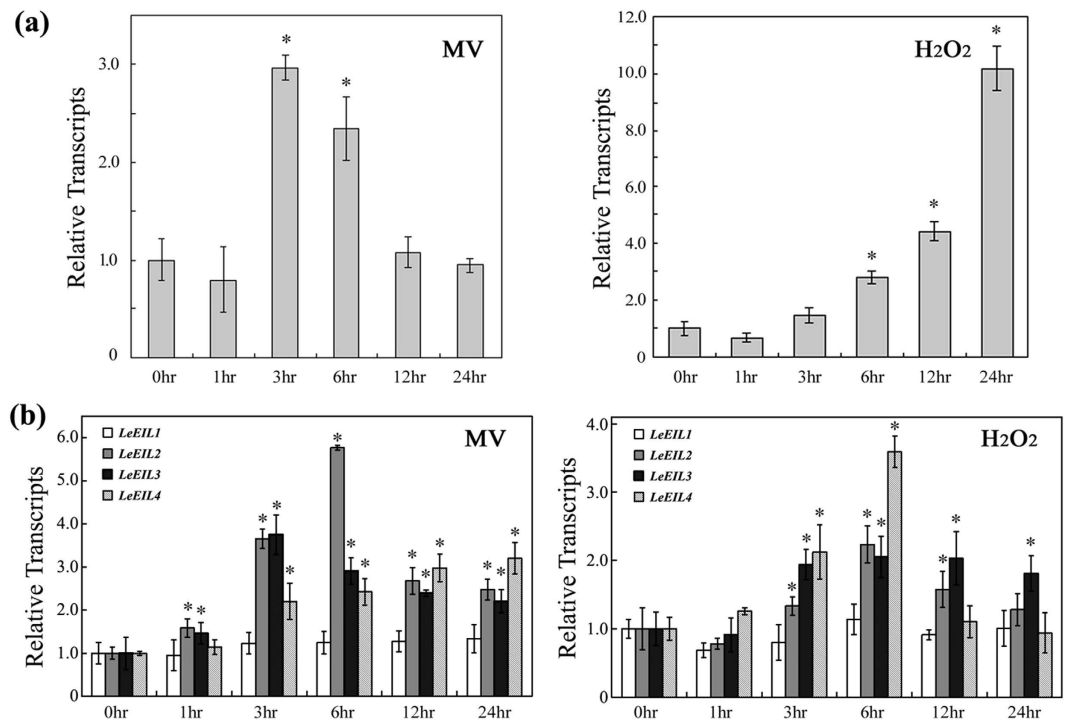 (a)
MV
Relative Transcripts
3.0
2.0
1.0
0
* *
0hr 1hr 3hr 6hr 12hr 24hr
H2O2
Relative Transcripts
12.0
10.0
8.0
6.0
4.0
2.0
0
* * *
0hr 1hr 3hr 6hr 12hr 24hr
(b)
MV
Relative Transcripts
6.0
5.0
4.0
3.0
2.0
1.0
0
LeEIL1
LeEIL2
LeEIL3
LeEIL4
* * * * * * * * * * * * * *
0hr 1hr 3hr 6hr 12hr 24hr
H2O2
Relative Transcripts
4.0
3.0
2.0
1.0
0
LeEIL1
LeEIL2
LeEIL3
LeEIL4
* * * * * * * * *
0hr 1hr 3hr 6hr 12hr 24hr